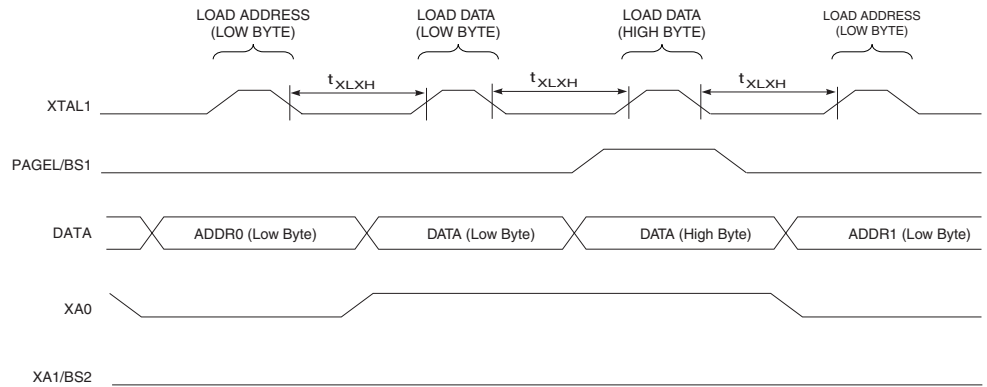 LOAD ADDRESS
(LOW BYTE)
LOAD DATA
(LOW BYTE)
LOAD DATA
(HIGH BYTE)
LOAD ADDRESS
(LOW BYTE)
tXLXH
tXLXH
tXLXH
XTAL1
PAGEL/BS1
DATA
ADDR0 (Low Byte)
DATA (Low Byte)
DATA (High Byte)
ADDR1 (Low Byte)
XA0
XA1/BS2